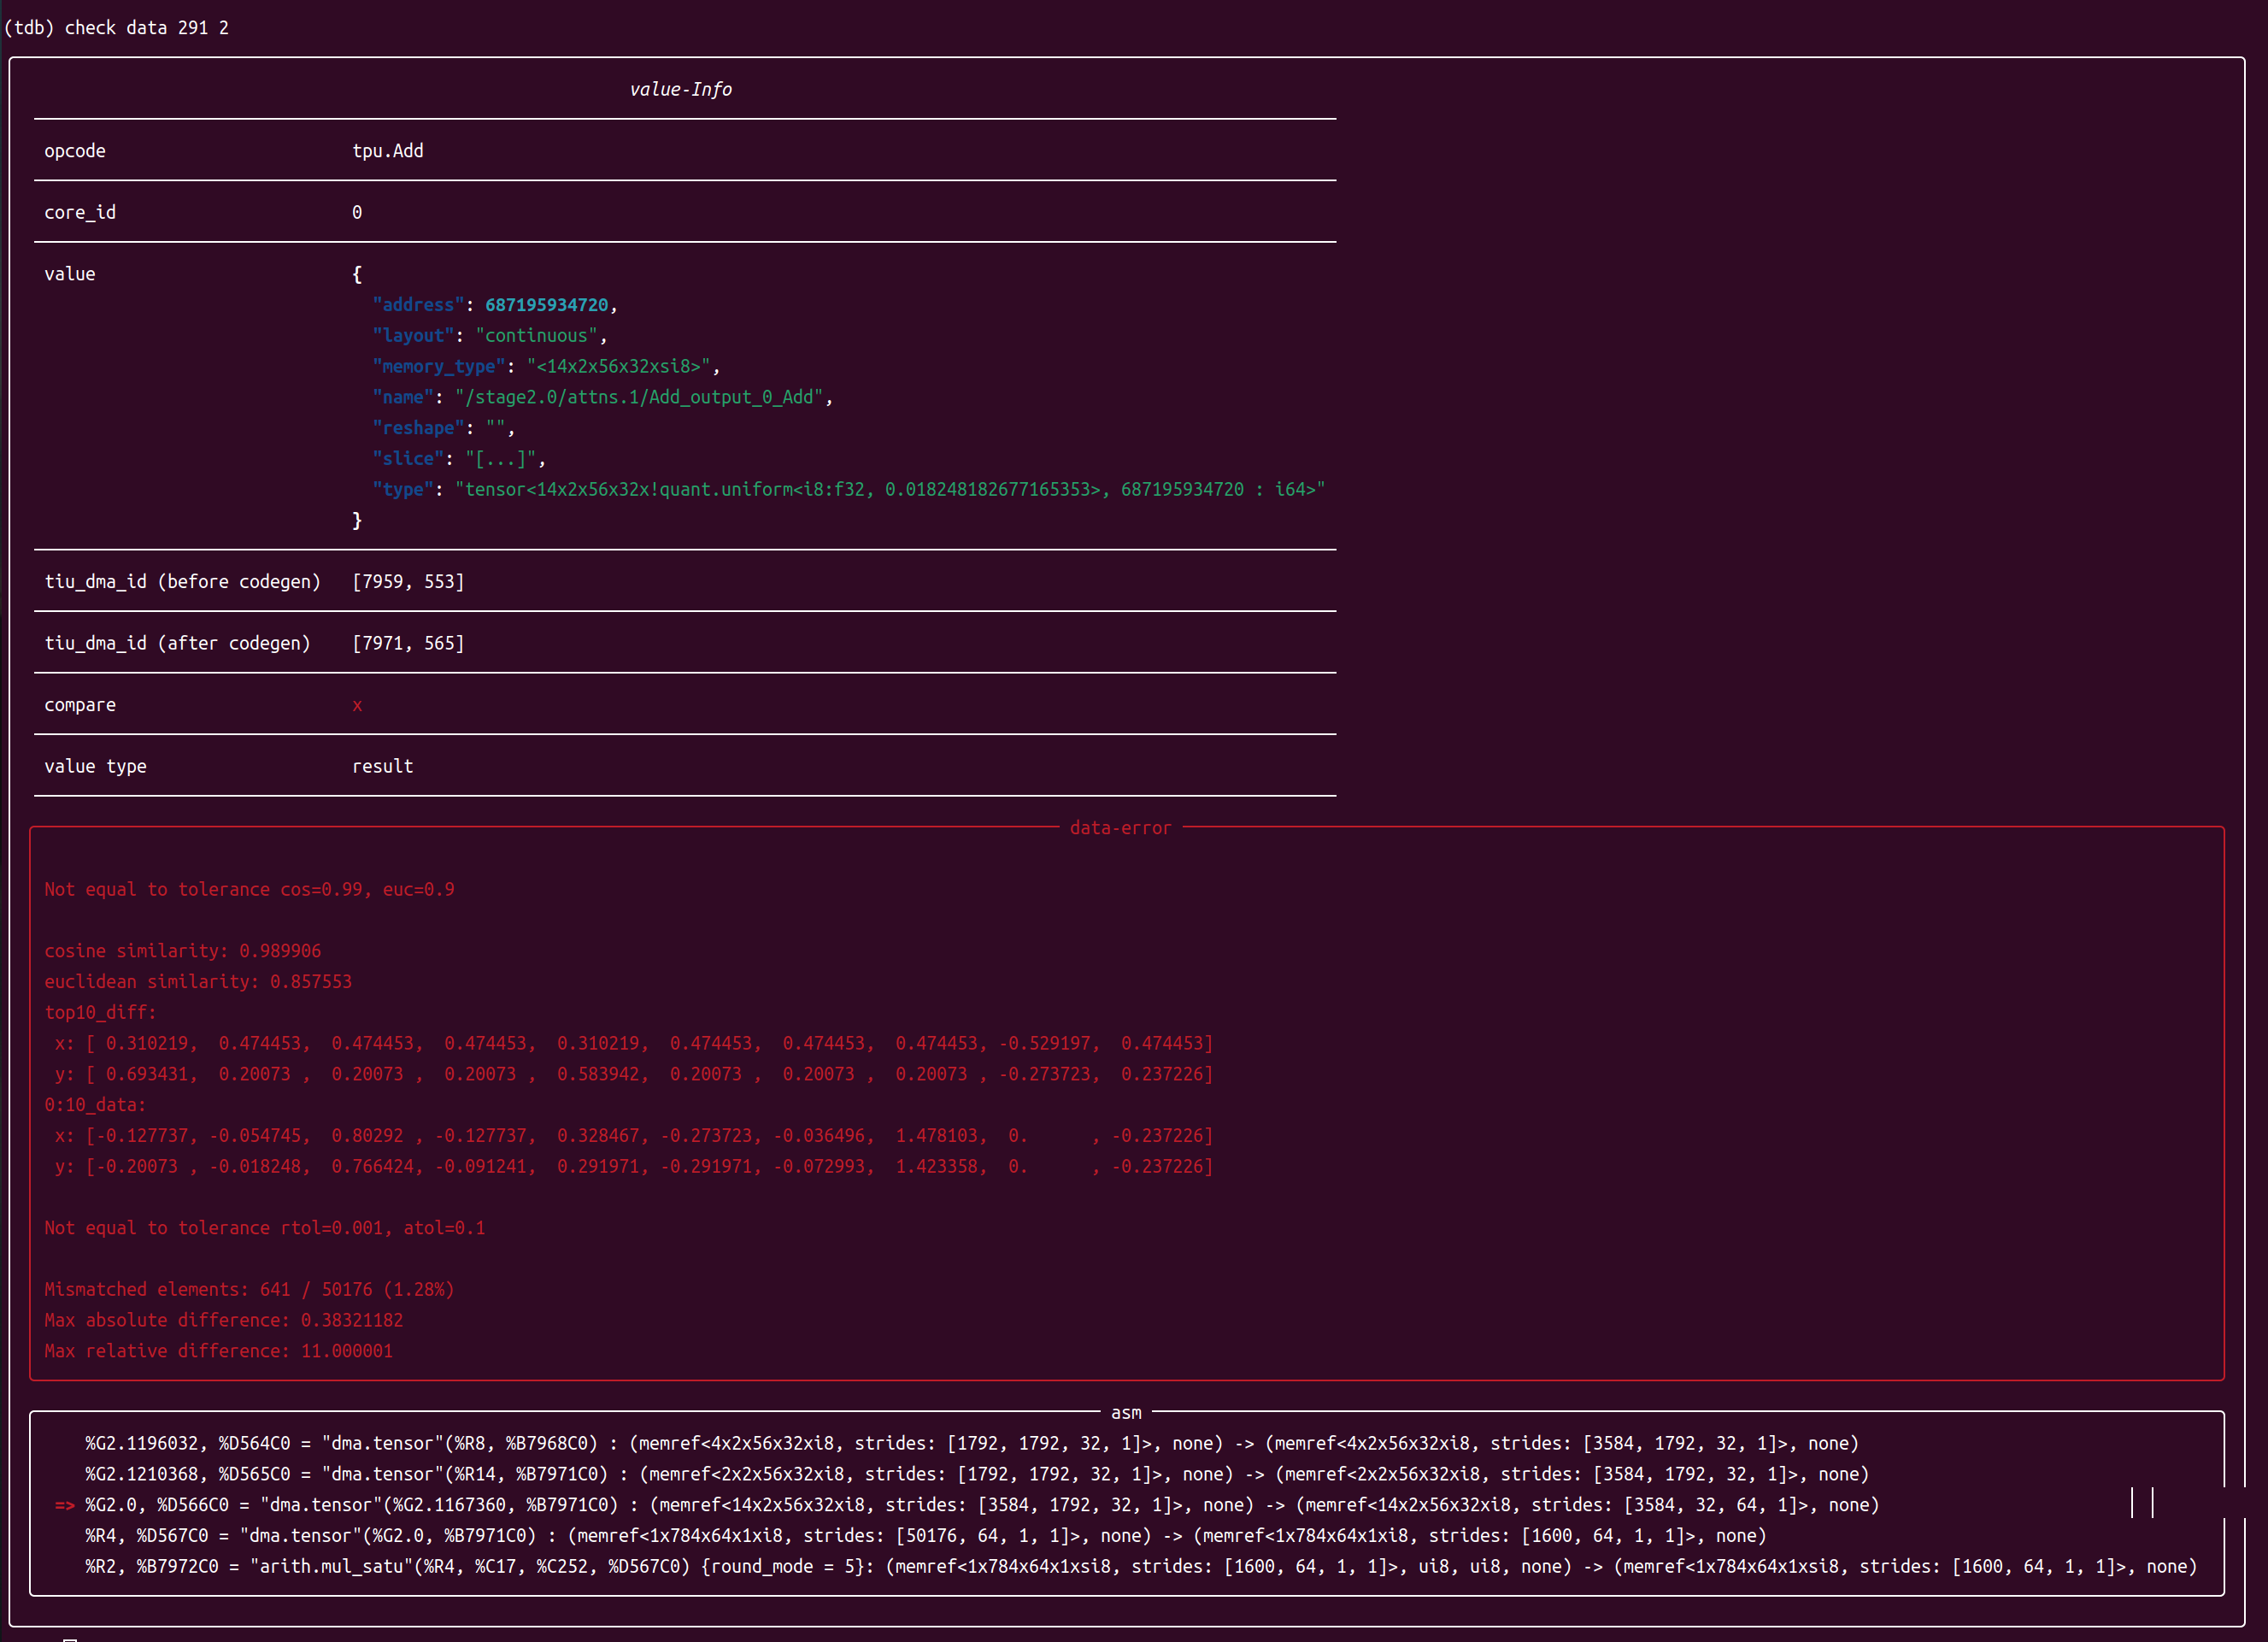 (tdb) check data 291 2
value-Info
opcode tpu.Add
core_id 0
value {
"address": 687195934720,
"layout": "continuous",
"memory_type": "<14x2x56x32xsi8>",
"name": "/stage2.0/attns.1/Add_output_0_Add",
"reshape": "",
"slice": "[...]",
"type": "tensor<14x2x56x32x!quant.uniform<i8:f32, 0.018248182677165353>, 687195934720 : i64>"
}
tiu_dma_id (before codegen) [7959, 553]
tiu_dma_id (after codegen) [7971, 565]
compare x
value type result
data-error
Not equal to tolerance cos=0.99, euc=0.9
cosine similarity: 0.989906
euclidean similarity: 0.857553
top10_diff:
x: [ 0.310219, 0.474453, 0.474453, 0.474453, 0.310219, 0.474453, 0.474453, 0.474453, -0.529197, 0.474453]
y: [ 0.693431, 0.20073 , 0.20073 , 0.20073 , 0.583942, 0.20073 , 0.20073 , 0.20073 , -0.273723, 0.237226]
0:10_data:
x: [-0.127737, -0.054745, 0.80292 , -0.127737, 0.328467, -0.273723, -0.036496, 1.478103, 0. , -0.237226]
y: [-0.20073 , -0.018248, 0.766424, -0.091241, 0.291971, -0.291971, -0.072993, 1.423358, 0. , -0.237226]
Not equal to tolerance rtol=0.001, atol=0.1
Mismatched elements: 641 / 50176 (1.28%)
Max absolute difference: 0.38321182
Max relative difference: 11.000001
asm
%G2.1196032, %D564C0 = "dma.tensor"(%R8, %B7968C0) : (memref<4x2x56x32xi8, strides: [1792, 1792, 32, 1]>, none) -> (memref<4x2x56x32xi8, strides: [3584, 1792, 32, 1]>, none)
%G2.1210368, %D565C0 = "dma.tensor"(%R14, %B7971C0) : (memref<2x2x56x32xi8, strides: [1792, 1792, 32, 1]>, none) -> (memref<2x2x56x32xi8, strides: [3584, 1792, 32, 1]>, none)
=> %G2.0, %D566C0 = "dma.tensor"(%G2.1167360, %B7971C0) : (memref<14x2x56x32xi8, strides: [3584, 1792, 32, 1]>, none) -> (memref<14x2x56x32xi8, strides: [3584, 32, 64, 1]>, none)
%R4, %D567C0 = "dma.tensor"(%G2.0, %B7971C0) : (memref<1x784x64x1xi8, strides: [50176, 64, 1, 1]>, none) -> (memref<1x784x64x1xi8, strides: [1600, 64, 1, 1]>, none)
%R2, %B7972C0 = "arith.mul_satu"(%R4, %C17, %C252, %D567C0) {round_mode = 5}: (memref<1x784x64x1xsi8, strides: [1600, 64, 1, 1]>, ui8, ui8, none) -> (memref<1x784x64x1xsi8, strides: [1600, 64, 1, 1]>, none)